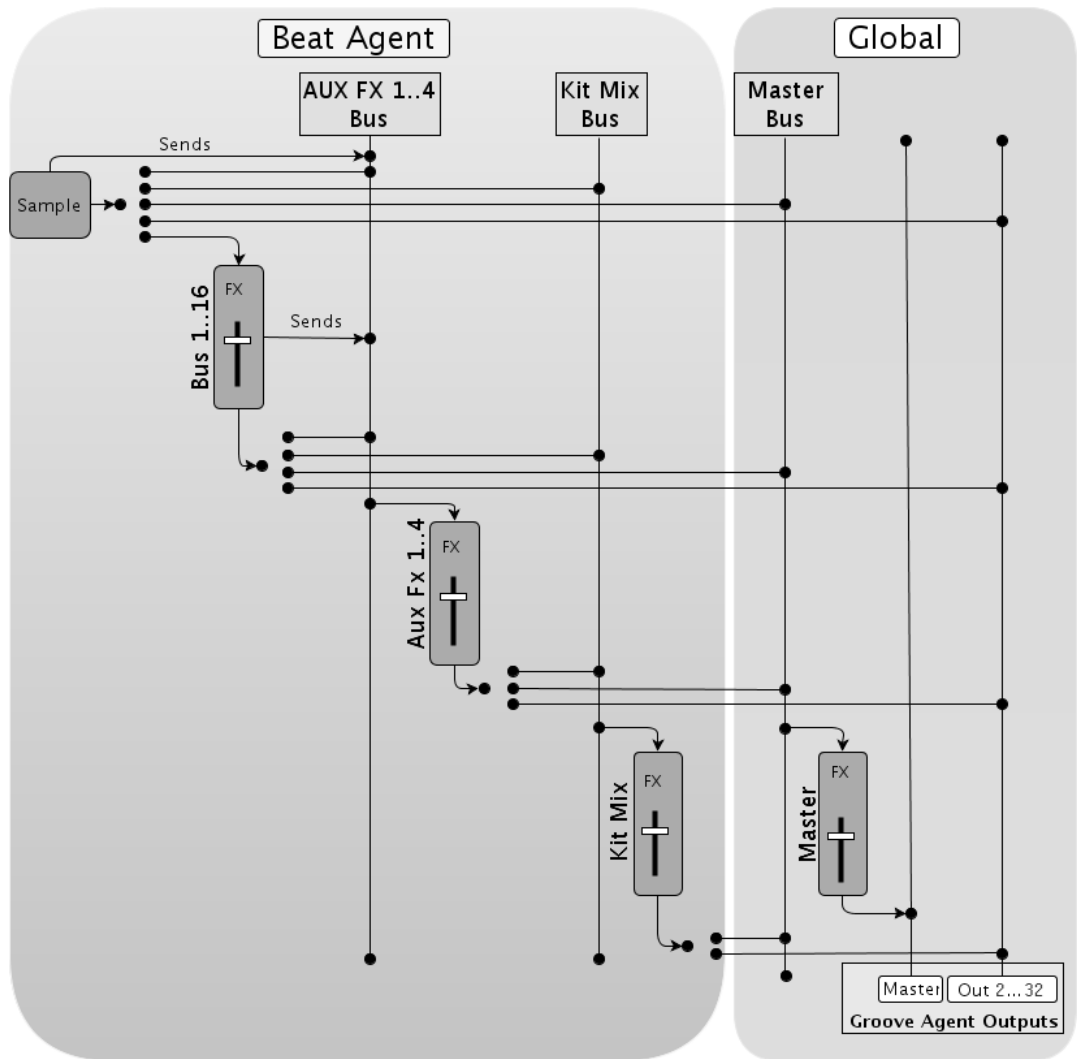 Beat Agent
Global
AUX FX 1..4
Bus
Kit Mix
Bus
Master
Bus
Sends
Sample
FX
Bus 1..16
Sends
FX
Aux Fx 1..4
FX
Kit Mix
FX
Master
Master
Out 2...32
Groove Agent Outputs